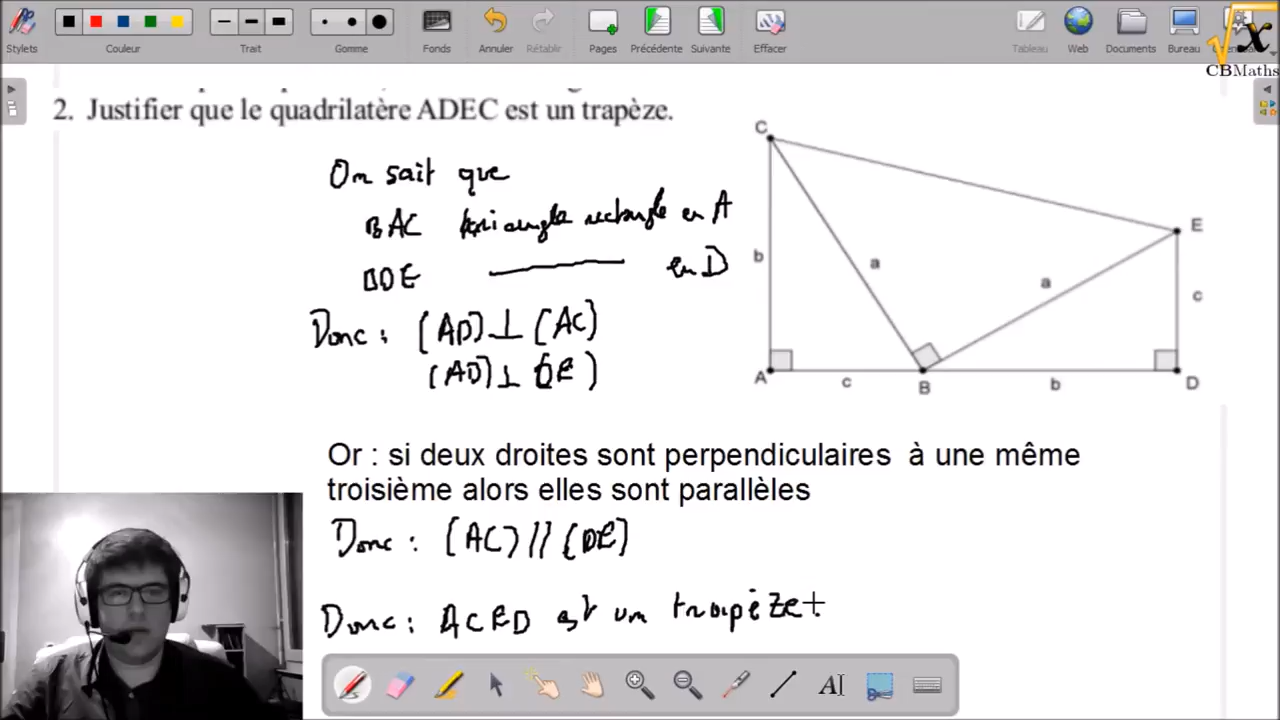 Stylets
Couleur
Trait
Gomme
Fonds
Annuler
Rétablir
Pages
Précédente
Suivante
Effacer
Tableau
Web
Documents
Bureau
CBMaths
2. Justifier que le quadrilatère ADEC est un trapèze.
On sait que
BAC triangle rectangle en A
BDE en D
Donc : (AD) ⊥ (AC)
(AD) ⊥ (DE)
Or : si deux droites sont perpendiculaires à une même
troisième alors elles sont parallèles
Donc : (AC) // (DE)
Donc : ACED est un trapèze
C
E
b
a
a
c
A
c
B
b
D
AI